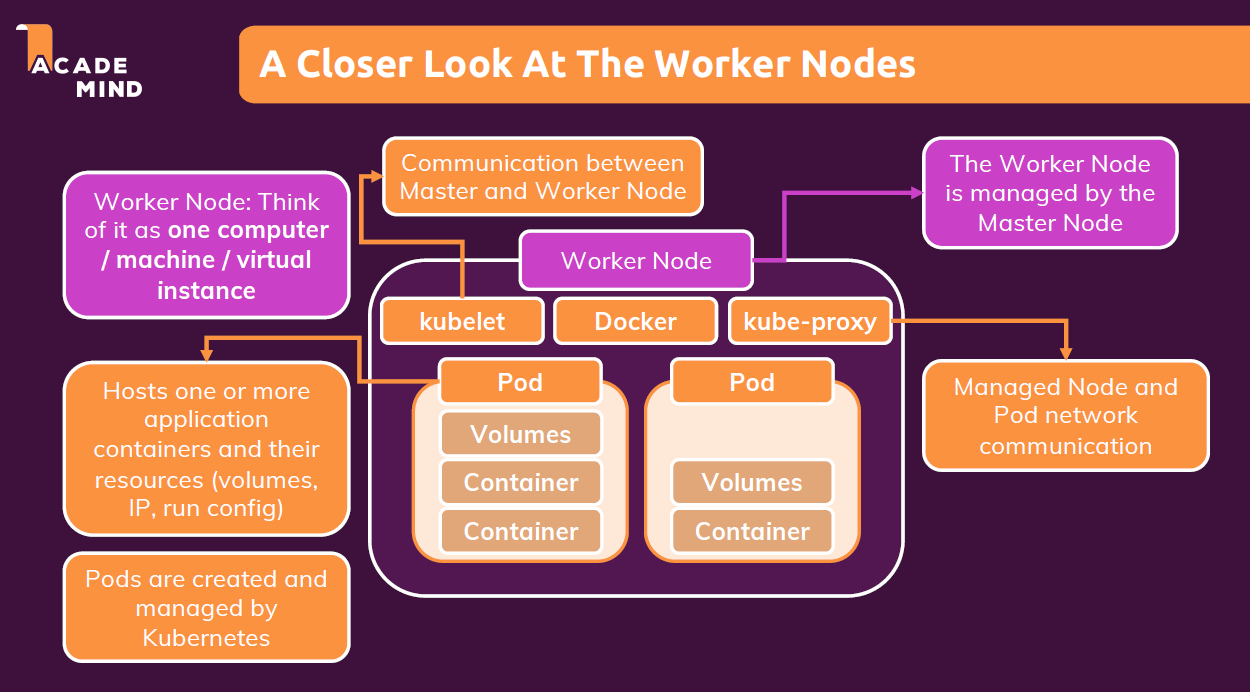 ACADE
MIND
A Closer Look At The Worker Nodes
Communication between
Master and Worker Node
The Worker Node
is managed by the
Master Node
Worker Node: Think
of it as one computer
/ machine / virtual
instance
Worker Node
kubelet
Docker
kube-proxy
Hosts one or more
application
containers and their
resources (volumes,
IP, run config)
Pod
Volumes
Container
Container
Pod
Volumes
Container
Managed Node and
Pod network
communication
Pods are created and
managed by
Kubernetes